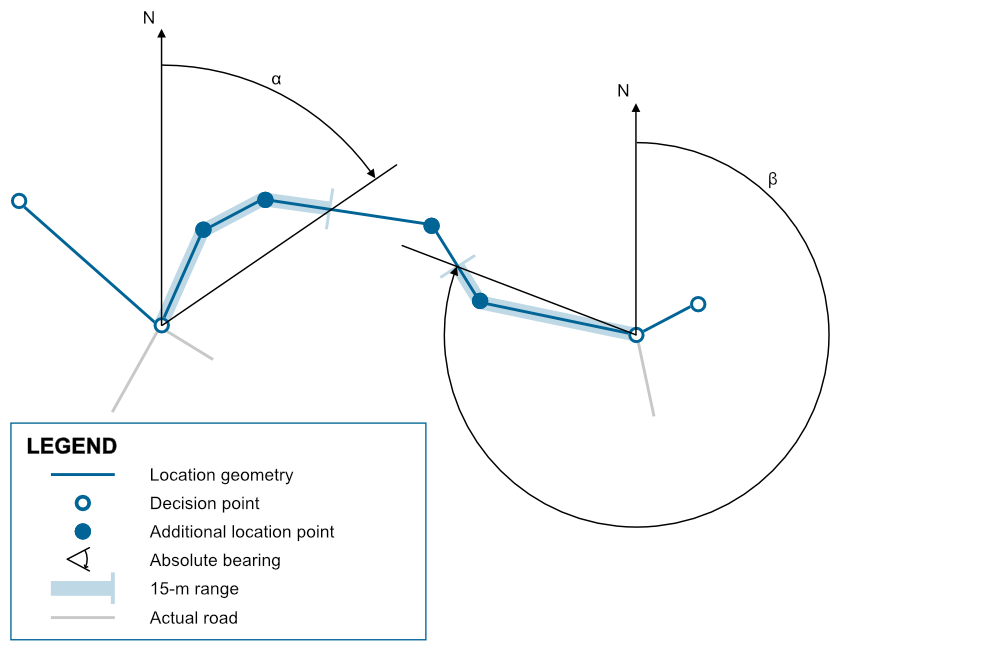 N
α
N
β
LEGEND
Location geometry
Decision point
Additional location point
Absolute bearing
15-m range
Actual road